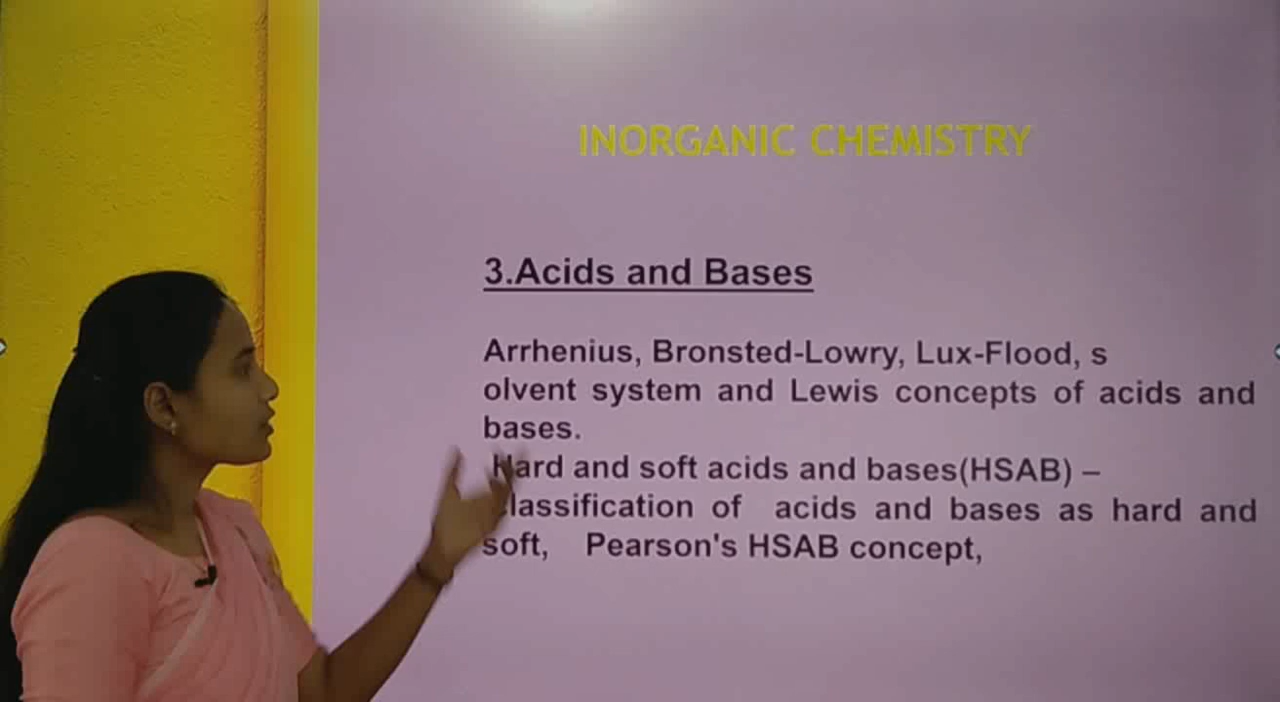 INORGANIC CHEMISTRY
3.Acids and Bases
Arrhenius, Bronsted-Lowry, Lux-Flood, s
olvent system and Lewis concepts of acids and
bases.
Hard and soft acids and bases(HSAB) –
classification of acids and bases as hard and
soft, Pearson's HSAB concept,